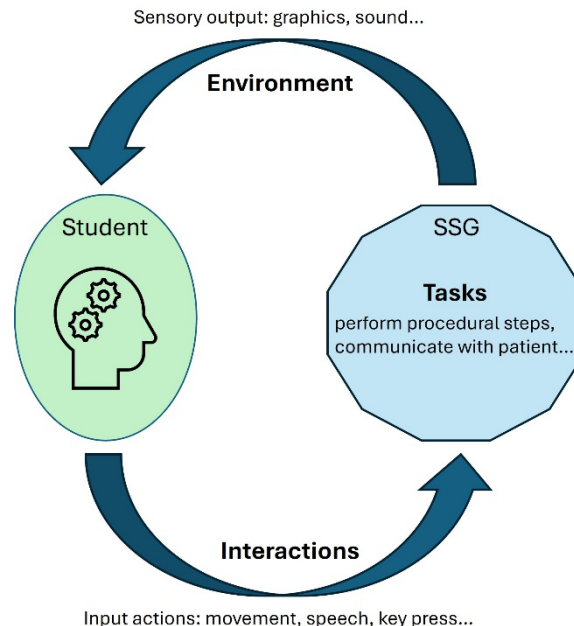 Sensory output: graphics, sound...
Environment
Student
SSG
Tasks
perform procedural steps,
communicate with patient...
Interactions
Input actions: movement, speech, key press...